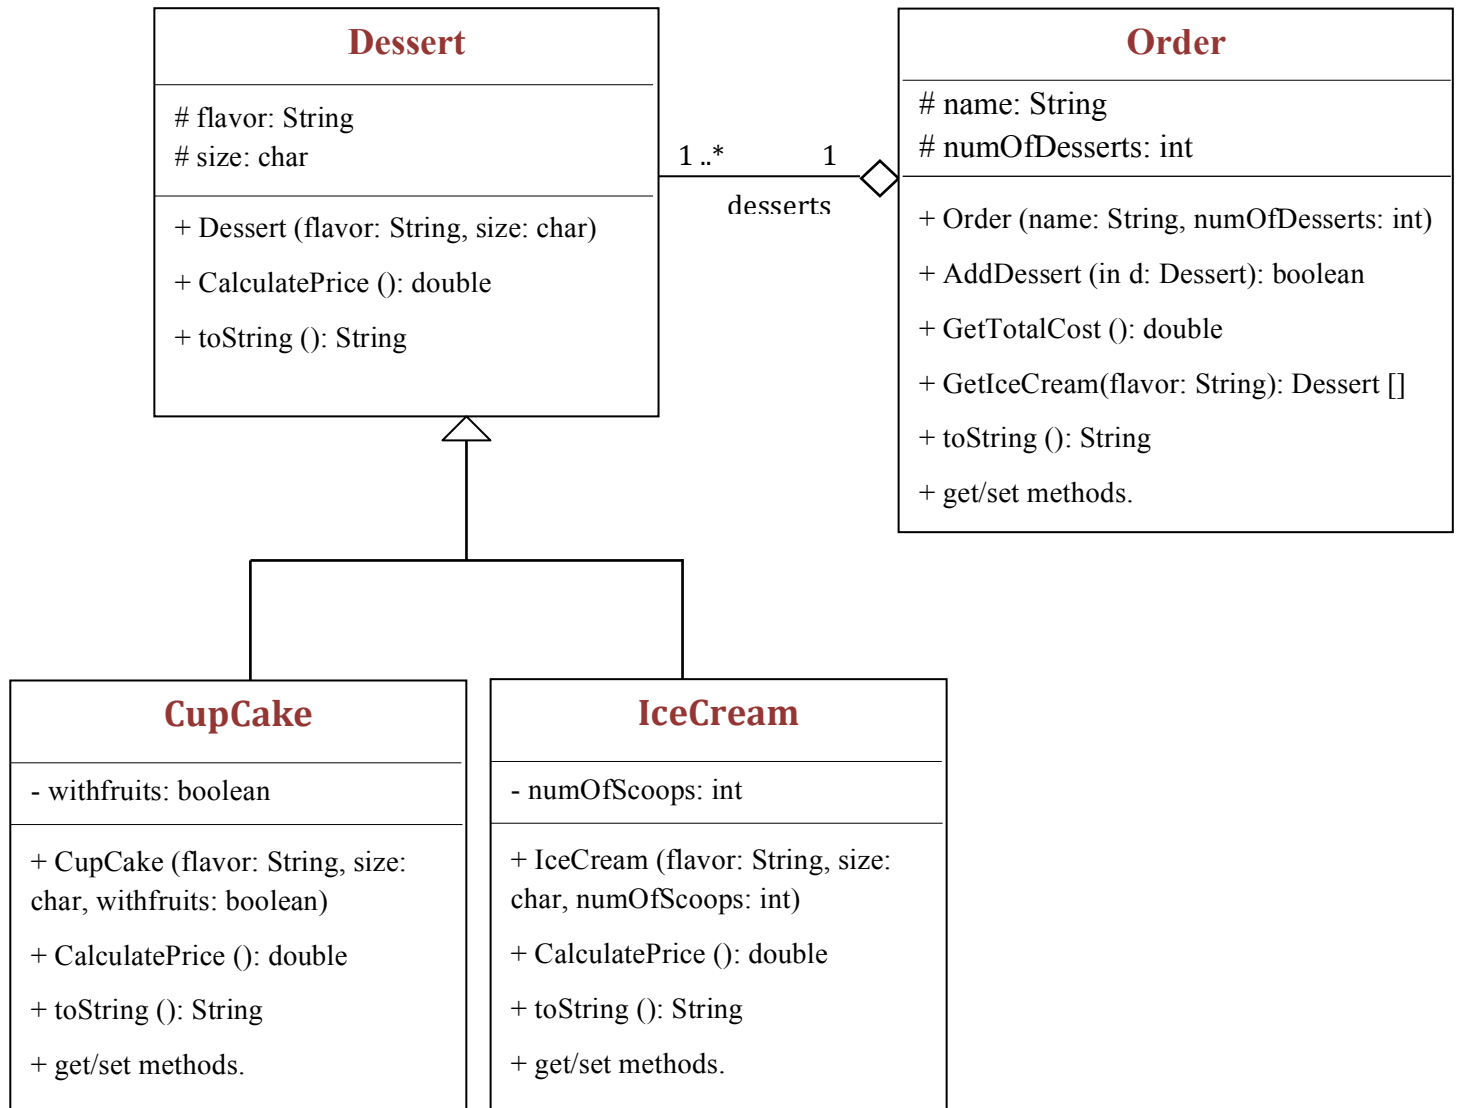 Dessert
# flavor: String
# size: char
+ Dessert (flavor: String, size: char)
+ CalculatePrice (): double
+ toString (): String
1 ..*
1
desserts
Order
# name: String
# numOfDesserts: int
+ Order (name: String, numOfDesserts: int)
+ AddDessert (in d: Dessert): boolean
+ GetTotalCost (): double
+ GetIceCream(flavor: String): Dessert []
+ toString (): String
+ get/set methods.
CupCake
- withfruits: boolean
+ CupCake (flavor: String, size:
char, withfruits: boolean)
+ CalculatePrice (): double
+ toString (): String
+ get/set methods.
IceCream
- numOfScoops: int
+ IceCream (flavor: String, size:
char, numOfScoops: int)
+ CalculatePrice (): double
+ toString (): String
+ get/set methods.